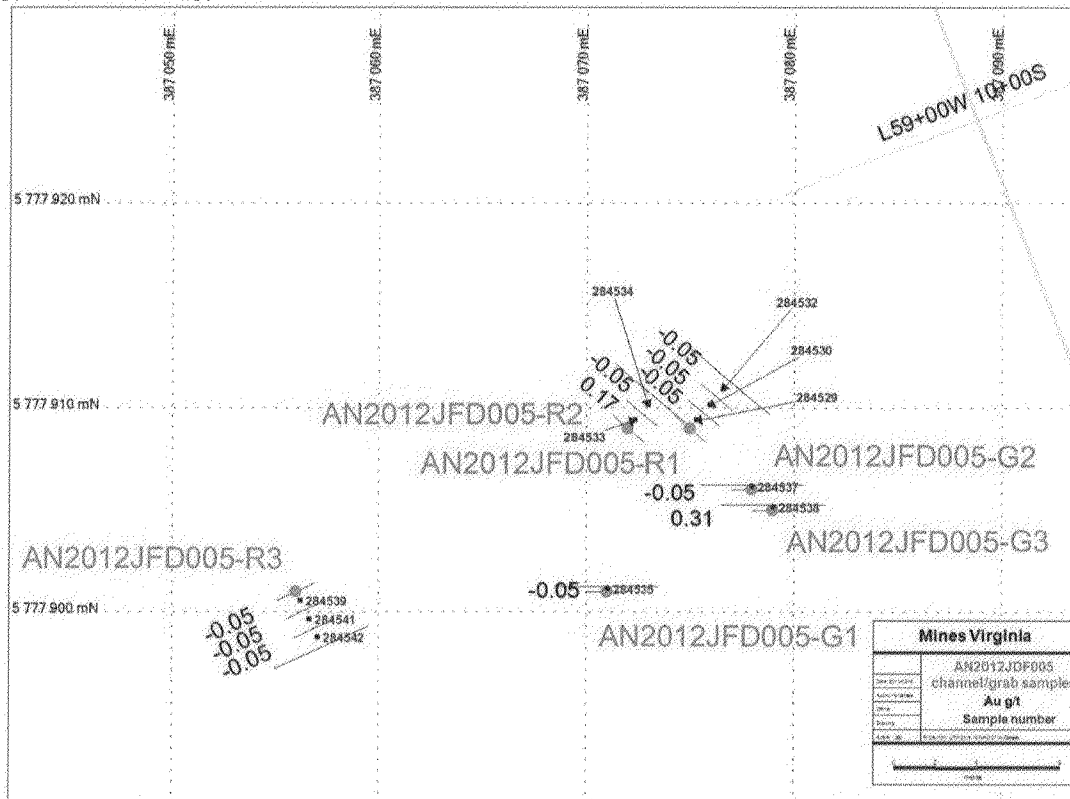 387 050 mE
387 060 mE
387 070 mE
387 080 mE
387 090 mE
L59+00W 10+00S
5 777 920 mN
284534
284532
-0.05
-0.05
-0.05
284530
-0.05
0.17
284529
5 777 910 mN
AN2012JFD005-R2
284533
AN2012JFD005-R1
AN2012JFD005-G2
-0.05
284537
0.31
284538
AN2012JFD005-G3
AN2012JFD005-R3
-0.05
284535
5 777 900 mN
284539
284541
284542
-0.05
-0.05
-0.05
AN2012JFD005-G1
Mines Virginia
AN2012JDF005
channel/grab sample
Au g/t
Sample number